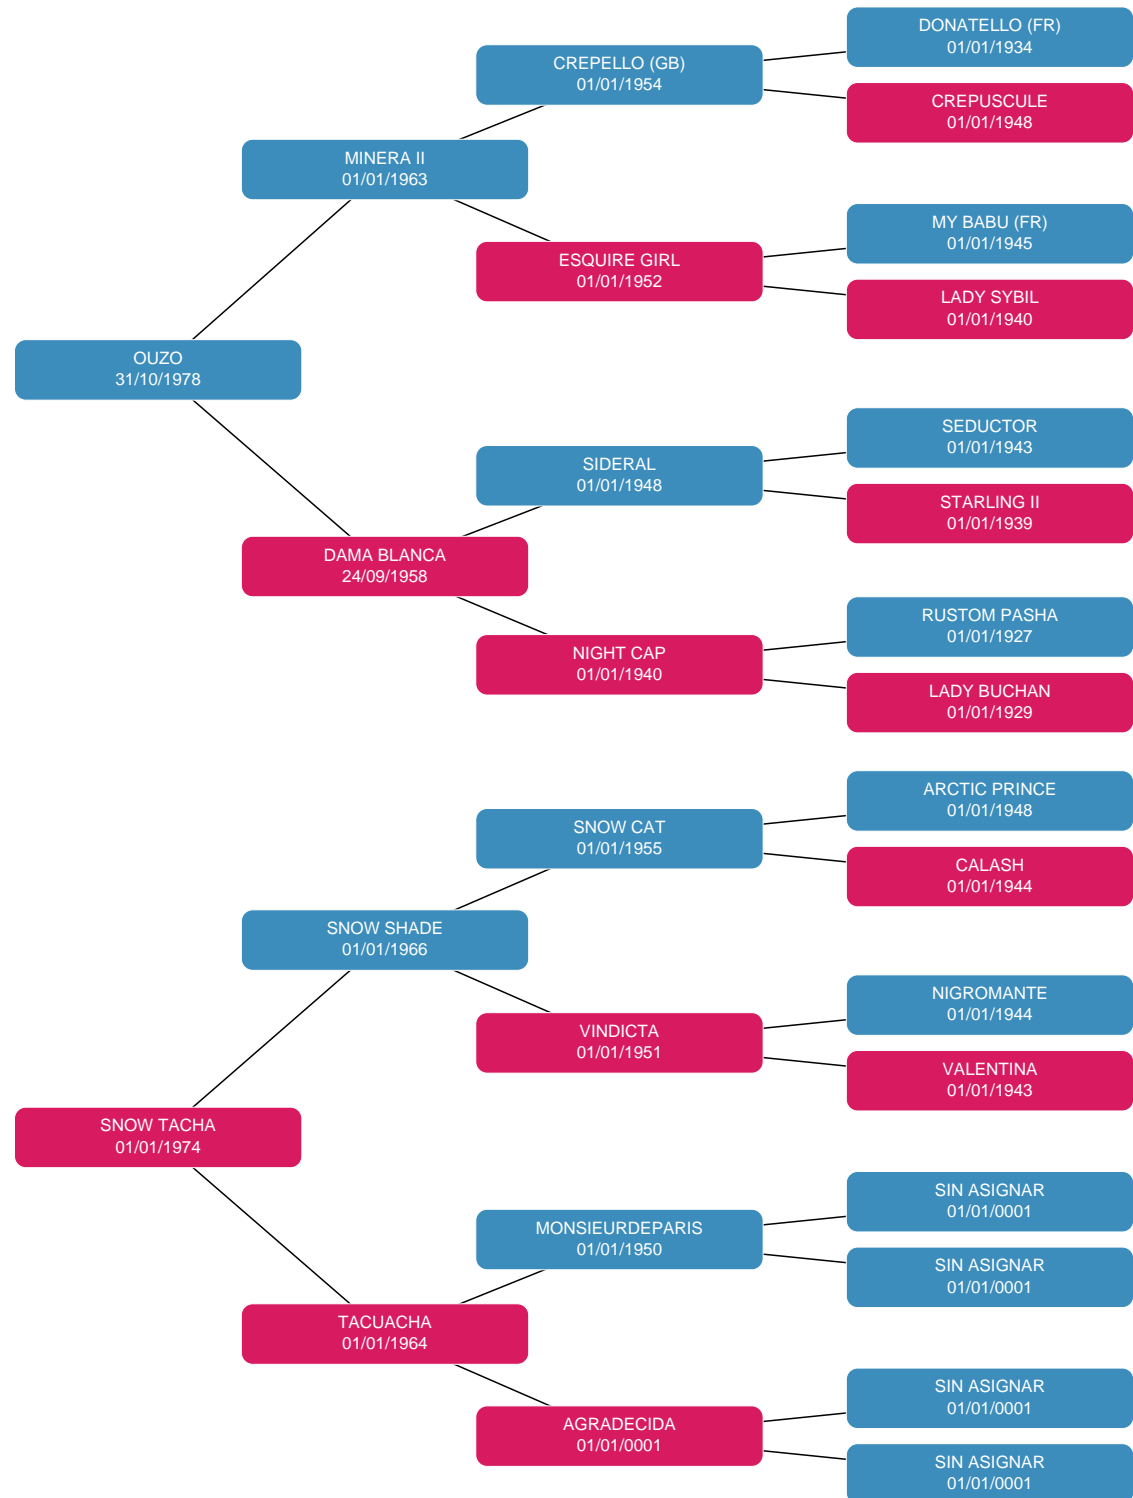 DONATELLO (FR)
01/01/1934
CREPELLO (GB)
01/01/1954
CREPUSCULE
01/01/1948
MINERA II
01/01/1963
MY BABU (FR)
01/01/1945
ESQUIRE GIRL
01/01/1952
LADY SYBIL
01/01/1940
OUZO
31/10/1978
SEDUCTOR
01/01/1943
SIDERAL
01/01/1948
STARLING II
01/01/1939
DAMA BLANCA
24/09/1958
RUSTOM PASHA
01/01/1927
NIGHT CAP
01/01/1940
LADY BUCHAN
01/01/1929
ARCTIC PRINCE
01/01/1948
SNOW CAT
01/01/1955
CALASH
01/01/1944
SNOW SHADE
01/01/1966
NIGROMANTE
01/01/1944
VINDICTA
01/01/1951
VALENTINA
01/01/1943
SNOW TACHA
01/01/1974
SIN ASIGNAR
01/01/0001
MONSIEURDEPARIS
01/01/1950
SIN ASIGNAR
01/01/0001
TACUACHA
01/01/1964
SIN ASIGNAR
01/01/0001
AGRADECIDA
01/01/0001
SIN ASIGNAR
01/01/0001